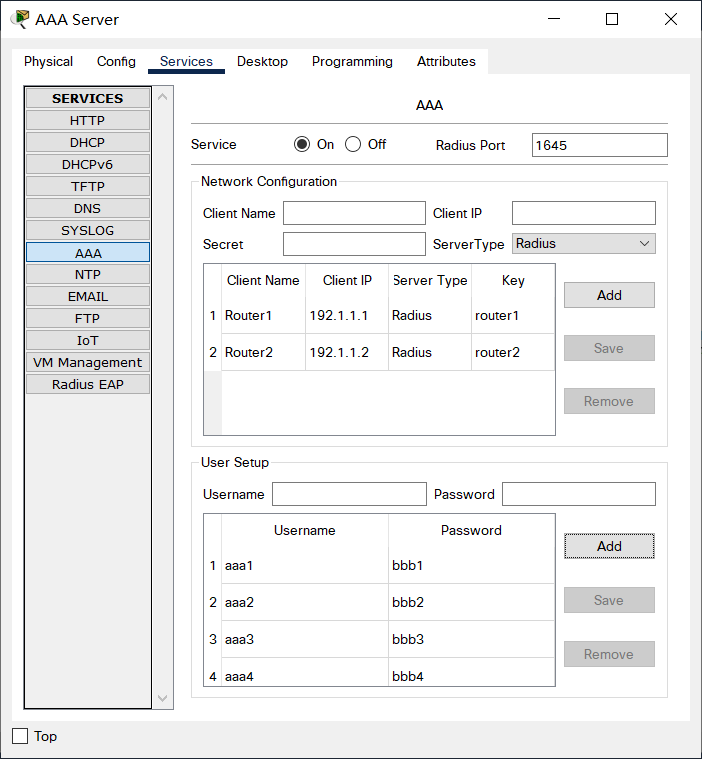 AAA Server
Physical Config Services Desktop Programming Attributes
SERVICES
HTTP
DHCP
DHCPv6
TFTP
DNS
SYSLOG
AAA
NTP
EMAIL
FTP
IoT
VM Management
Radius EAP
AAA
Service On Off Radius Port 1645
Network Configuration
Client Name Client IP
Secret ServerType Radius
Client Name Client IP Server Type Key
1 Router1 192.1.1.1 Radius router1
2 Router2 192.1.1.2 Radius router2
Add
Save
Remove
User Setup
Username Password
Username Password
1 aaa1 bbb1
2 aaa2 bbb2
3 aaa3 bbb3
4 aaa4 bbb4
Add
Save
Remove
Top